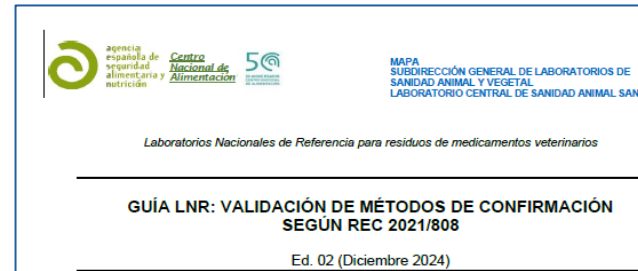 agencia
española de
seguridad
alimentaria y
nutrición
Centro
Nacional de
Alimentación
50
MAPA
SUBDIRECCIÓN GENERAL DE LABORATORIOS DE
SANIDAD ANIMAL Y VEGETAL
LABORATORIO CENTRAL DE SANIDAD ANIMAL SAN
Laboratorios Nacionales de Referencia para residuos de medicamentos veterinarios
GUÍA LNR: VALIDACIÓN DE MÉTODOS DE CONFIRMACIÓN
SEGÚN REC 2021/808
Ed. 02 (Diciembre 2024)